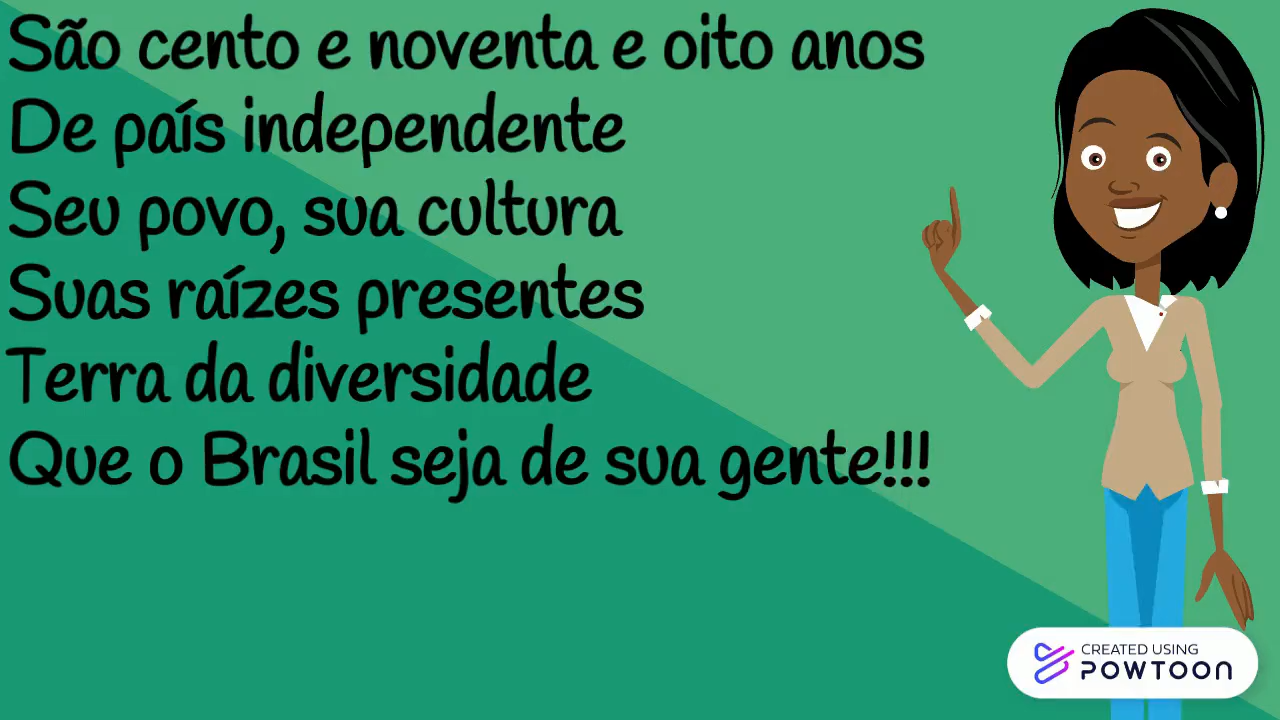 São cento e noventa e oito anos
De país independente
Seu povo, sua cultura
Suas raízes presentes
Terra da diversidade
Que o Brasil seja de sua gente!!!
CREATED USING
POWTOON